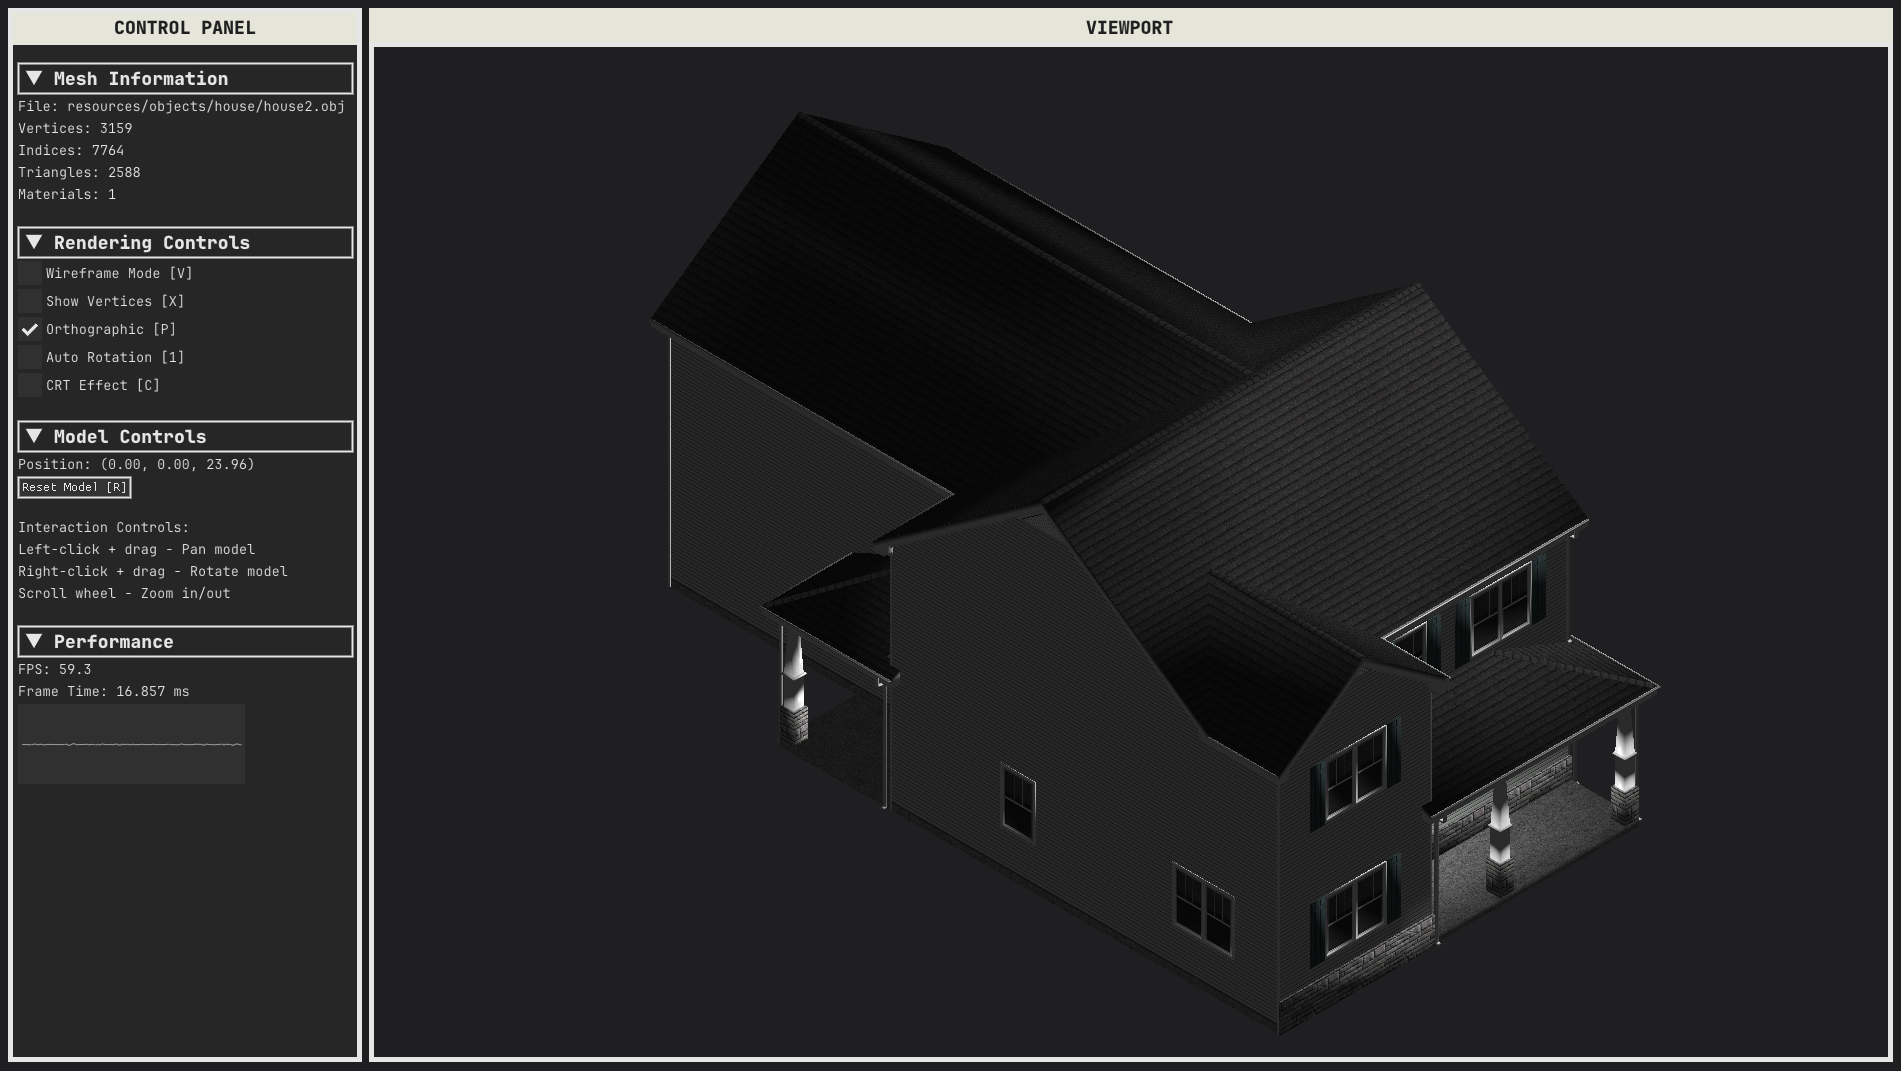 CONTROL PANEL
▼ Mesh Information
File: resources/objects/house/house2.obj
Vertices: 3159
Indices: 7764
Triangles: 2588
Materials: 1
▼ Rendering Controls
Wireframe Mode [V]
Show Vertices [X]
Orthographic [P]
Auto Rotation [1]
CRT Effect [C]
▼ Model Controls
Position: (0.00, 0.00, 23.96)
Reset Model [R]
Interaction Controls:
Left-click + drag - Pan model
Right-click + drag - Rotate model
Scroll wheel - Zoom in/out
▼ Performance
FPS: 59.3
Frame Time: 16.857 ms
VIEWPORT